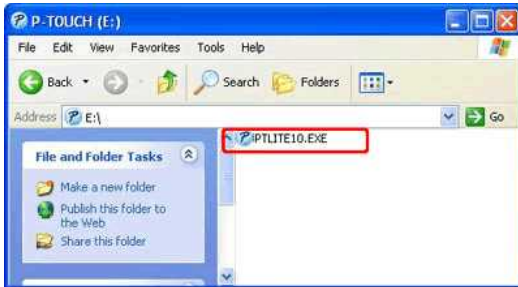 P-TOUCH (E:)
File Edit View Favorites Tools Help
Back Search Folders
Address E:\ Go
PTLITE10.EXE
File and Folder Tasks
Make a new folder
Publish this folder to
the Web
Share this folder